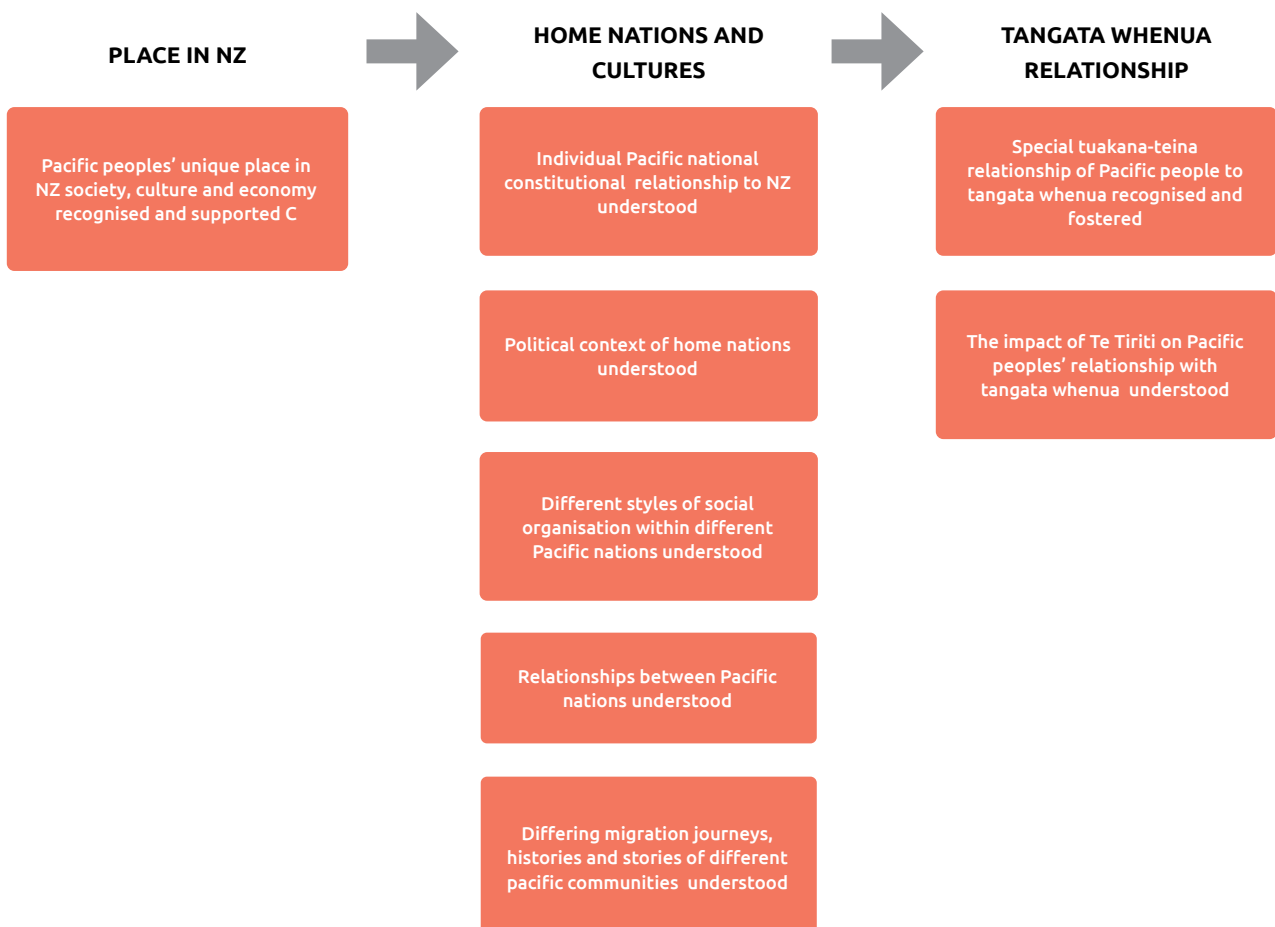 PLACE IN NZ
Pacific peoples' unique place in
NZ society, culture and economy
recognised and supported C
HOME NATIONS AND
CULTURES
Individual Pacific national
constitutional relationship to NZ
understood
Political context of home nations
understood
Different styles of social
organisation within different
Pacific nations understood
Relationships between Pacific
nations understood
Differing migration journeys,
histories and stories of different
pacific communities understood
TANGATA WHENUA
RELATIONSHIP
Special tuakana-teina
relationship of Pacific people to
tangata whenua recognised and
fostered
The impact of Te Tiriti on Pacific
peoples' relationship with
tangata whenua understood